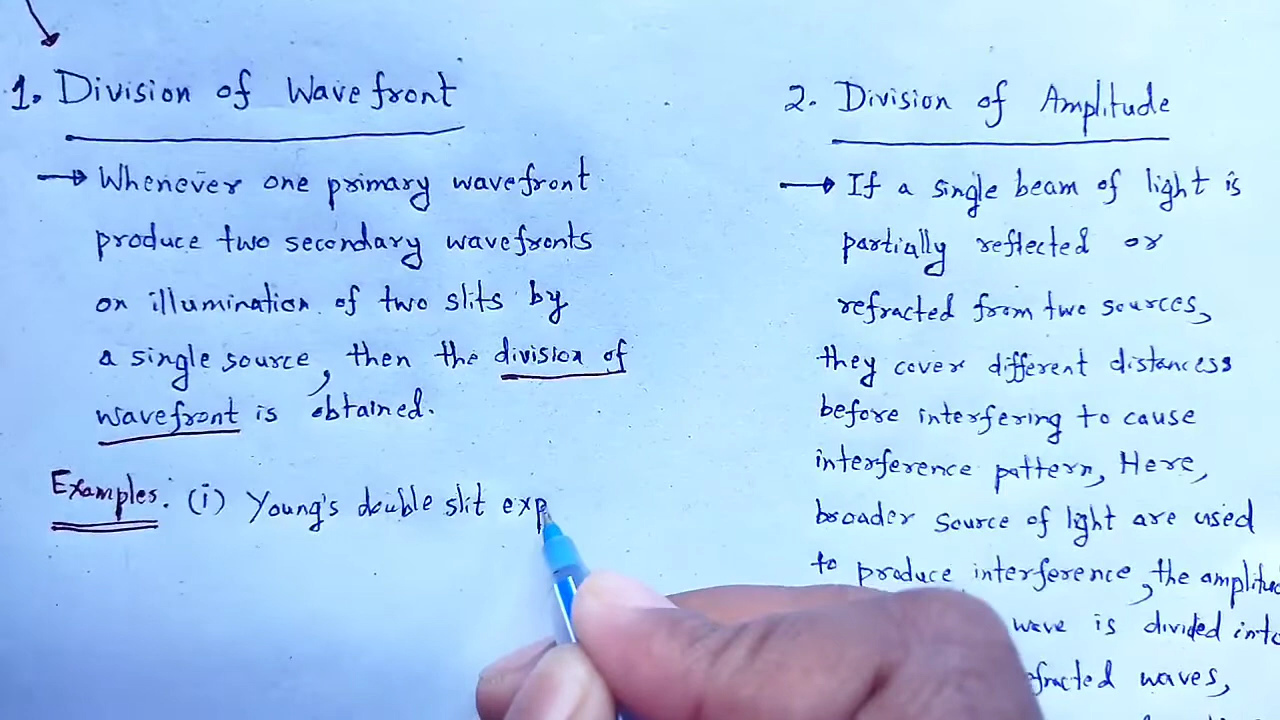 1. Division of Wavefront
→ Whenever one primary wavefront
produce two secondary wavefronts
on illumination of two slits by
a single source, then the division of
wavefront is obtained.
Examples: (i) Young's double slit exp
2. Division of Amplitude
→ If a single beam of light is
partially reflected or
refracted from two sources,
they cover different distancess
before interfering to cause
interference pattern, Here,
broader source of light are used
to produce interference, the amplitud
wave is divided into
refracted waves,